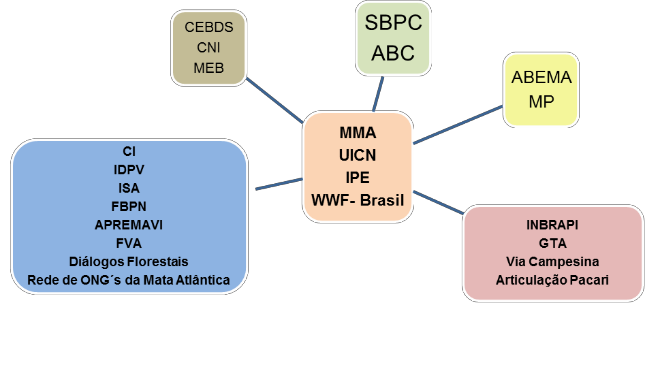 CEBDS
CNI
MEB
SBPC
ABC
ABEMA
MP
MMA
UICN
IPE
WWF- Brasil
CI
IDPV
ISA
FBPN
APREMAVI
FVA
Diálogos Florestais
Rede de ONG´s da Mata Atlântica
INBRAPI
GTA
Via Campesina
Articulação Pacari